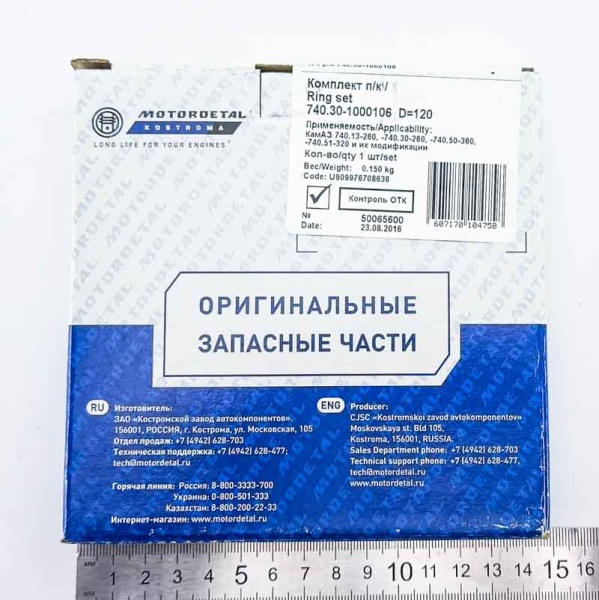 740.30-1000106
Комплект п/к
Ring set
740.30-1000106 D=120
Применяемость/Applicability:
КамАЗ 740.13-260, -740.30-260, -740.50-360,
-740.51-320 и их модификации
Кол-во/qty 1 шт/set
Вес/Weight: 0.150 kg
Code: U909976708636
Контроль ОТК
№ 50065600
Date: 23.08.2016
607170 104758
MOTORDETAL
KOSTROMA
LONG LIFE FOR YOUR ENGINES
ОРИГИНАЛЬНЫЕ
ЗАПАСНЫЕ ЧАСТИ
RU Изготовитель:
ЗАО «Костромской завод автокомпонентов».
156001, РОССИЯ, г. Кострома, ул. Московская, 105
Отдел продаж: +7 (4942) 628-703
Техническая поддержка: +7 (4942) 628-477;
tech@motordetal.ru
Горячая линия: Россия: 8-800-3333-700
Украина: 0-800-501-333
Казахстан: 8-800-200-22-33
Интернет-магазин: www.motordetal.ru
ENG Producer:
CJSC «Kostromskoi zavod avtokomponentov»
Moskovskaya st. Bld 105,
Kostroma, 156001, RUSSIA.
Sales Department phone: +7 (4942) 628-703
Technical support phone: +7 (4942) 628-477,
tech@motordetal.ru
www.motordetal.ru
мм 1 2 3 4 5 6 7 8 9 10 11 12 13 14 15 16